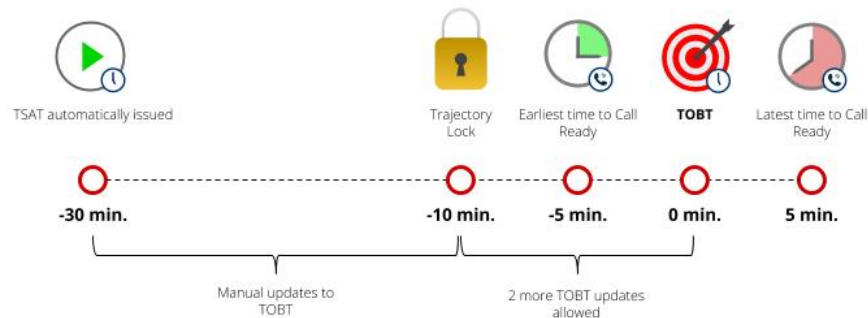 TSAT automatically issued
Trajectory
Lock
Earliest time to Call
Ready
TOBT
Latest time to Call
Ready
-30 min.
-10 min.
-5 min.
0 min.
5 min.
Manual updates to
TOBT
2 more TOBT updates
allowed